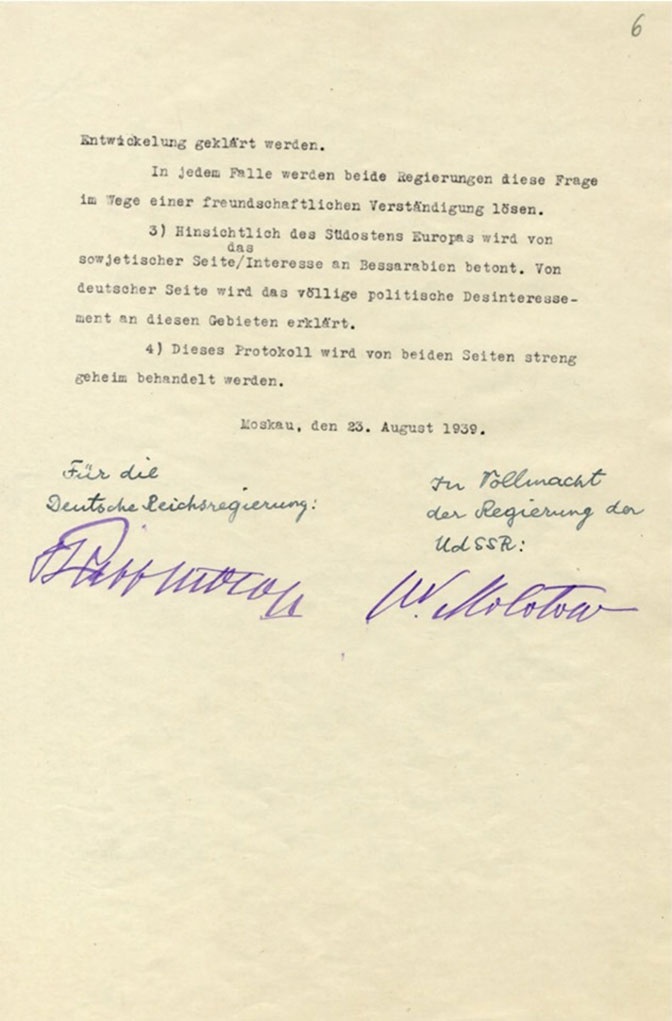 6
Entwickelung geklärt werden.
In jedem Falle werden beide Regierungen diese Frage
im Wege einer freundschaftlichen Verständigung lösen.
3) Hinsichtlich des Südostens Europas wird von
das
sowjetischer Seite/Interesse an Bessarabien betont. Von
deutscher Seite wird das völlige politische Desinteresse-
ment an diesen Gebieten erklärt.
4) Dieses Protokoll wird von beiden Seiten streng
geheim behandelt werden.
Moskau, den 23. August 1939.
Für die
Deutsche Reichsregierung:
Ribbentrop
In Vollmacht
der Regierung der
UdSSR:
W. Molotow